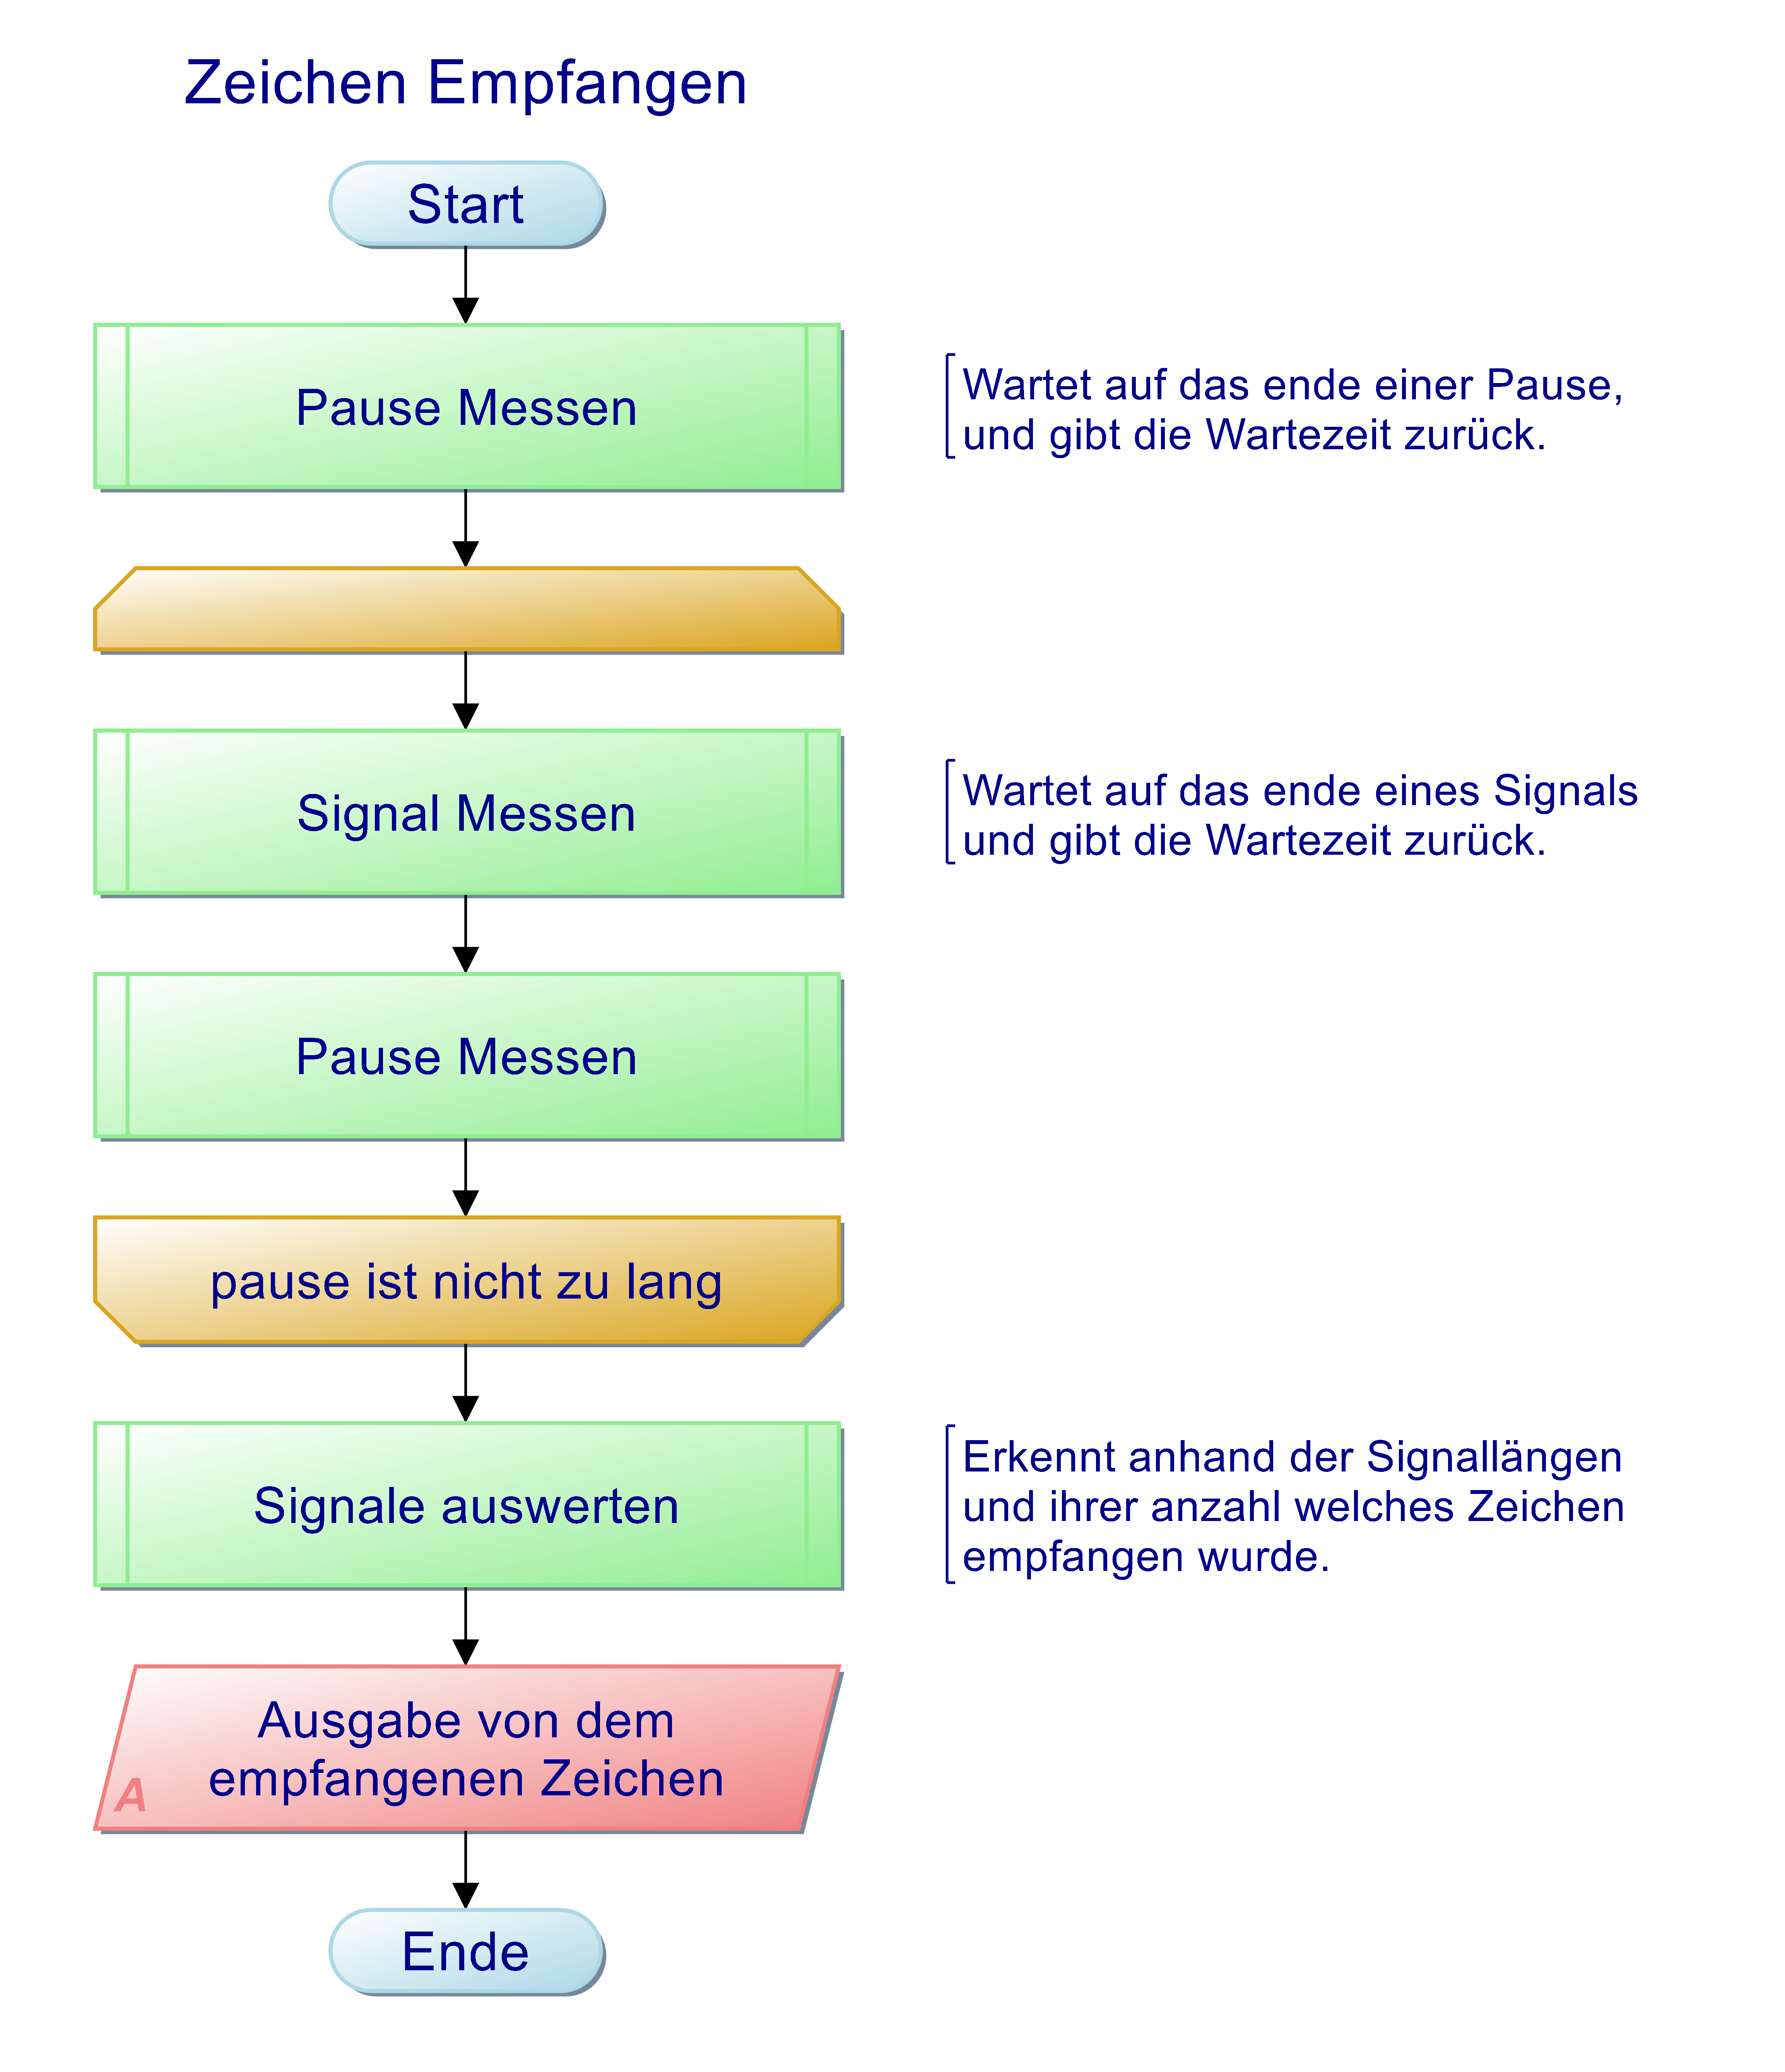 Zeichen Empfangen
Start
Pause Messen
Wartet auf das ende einer Pause,
und gibt die Wartezeit zurück.
Signal Messen
Wartet auf das ende eines Signals
und gibt die Wartezeit zurück.
Pause Messen
pause ist nicht zu lang
Signale auswerten
Erkennt anhand der Signallängen
und ihrer anzahl welches Zeichen
empfangen wurde.
Ausgabe von dem
empfangenen Zeichen
A
Ende